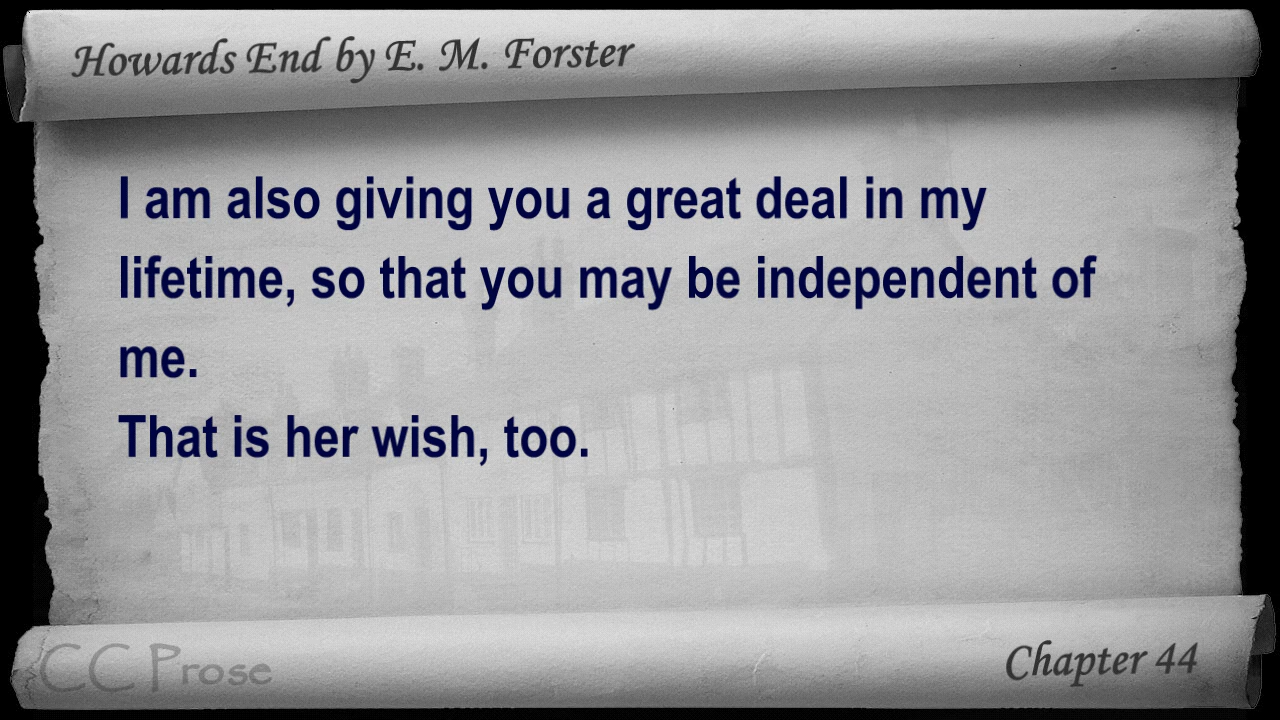 Howards End by E. M. Forster
I am also giving you a great deal in my
lifetime, so that you may be independent of
me.
That is her wish, too.
CC Prose
Chapter 44